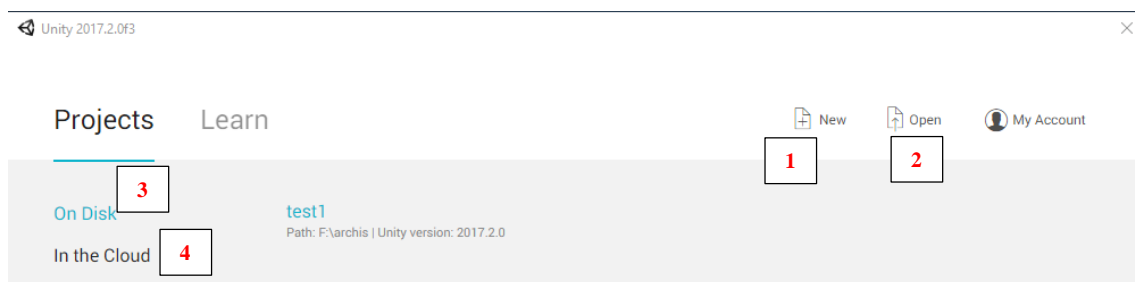 Unity 2017.2.0f3
Projects Learn New Open My Account
1 2
3
On Disk test1
Path: F:\archis | Unity version: 2017.2.0
In the Cloud 4